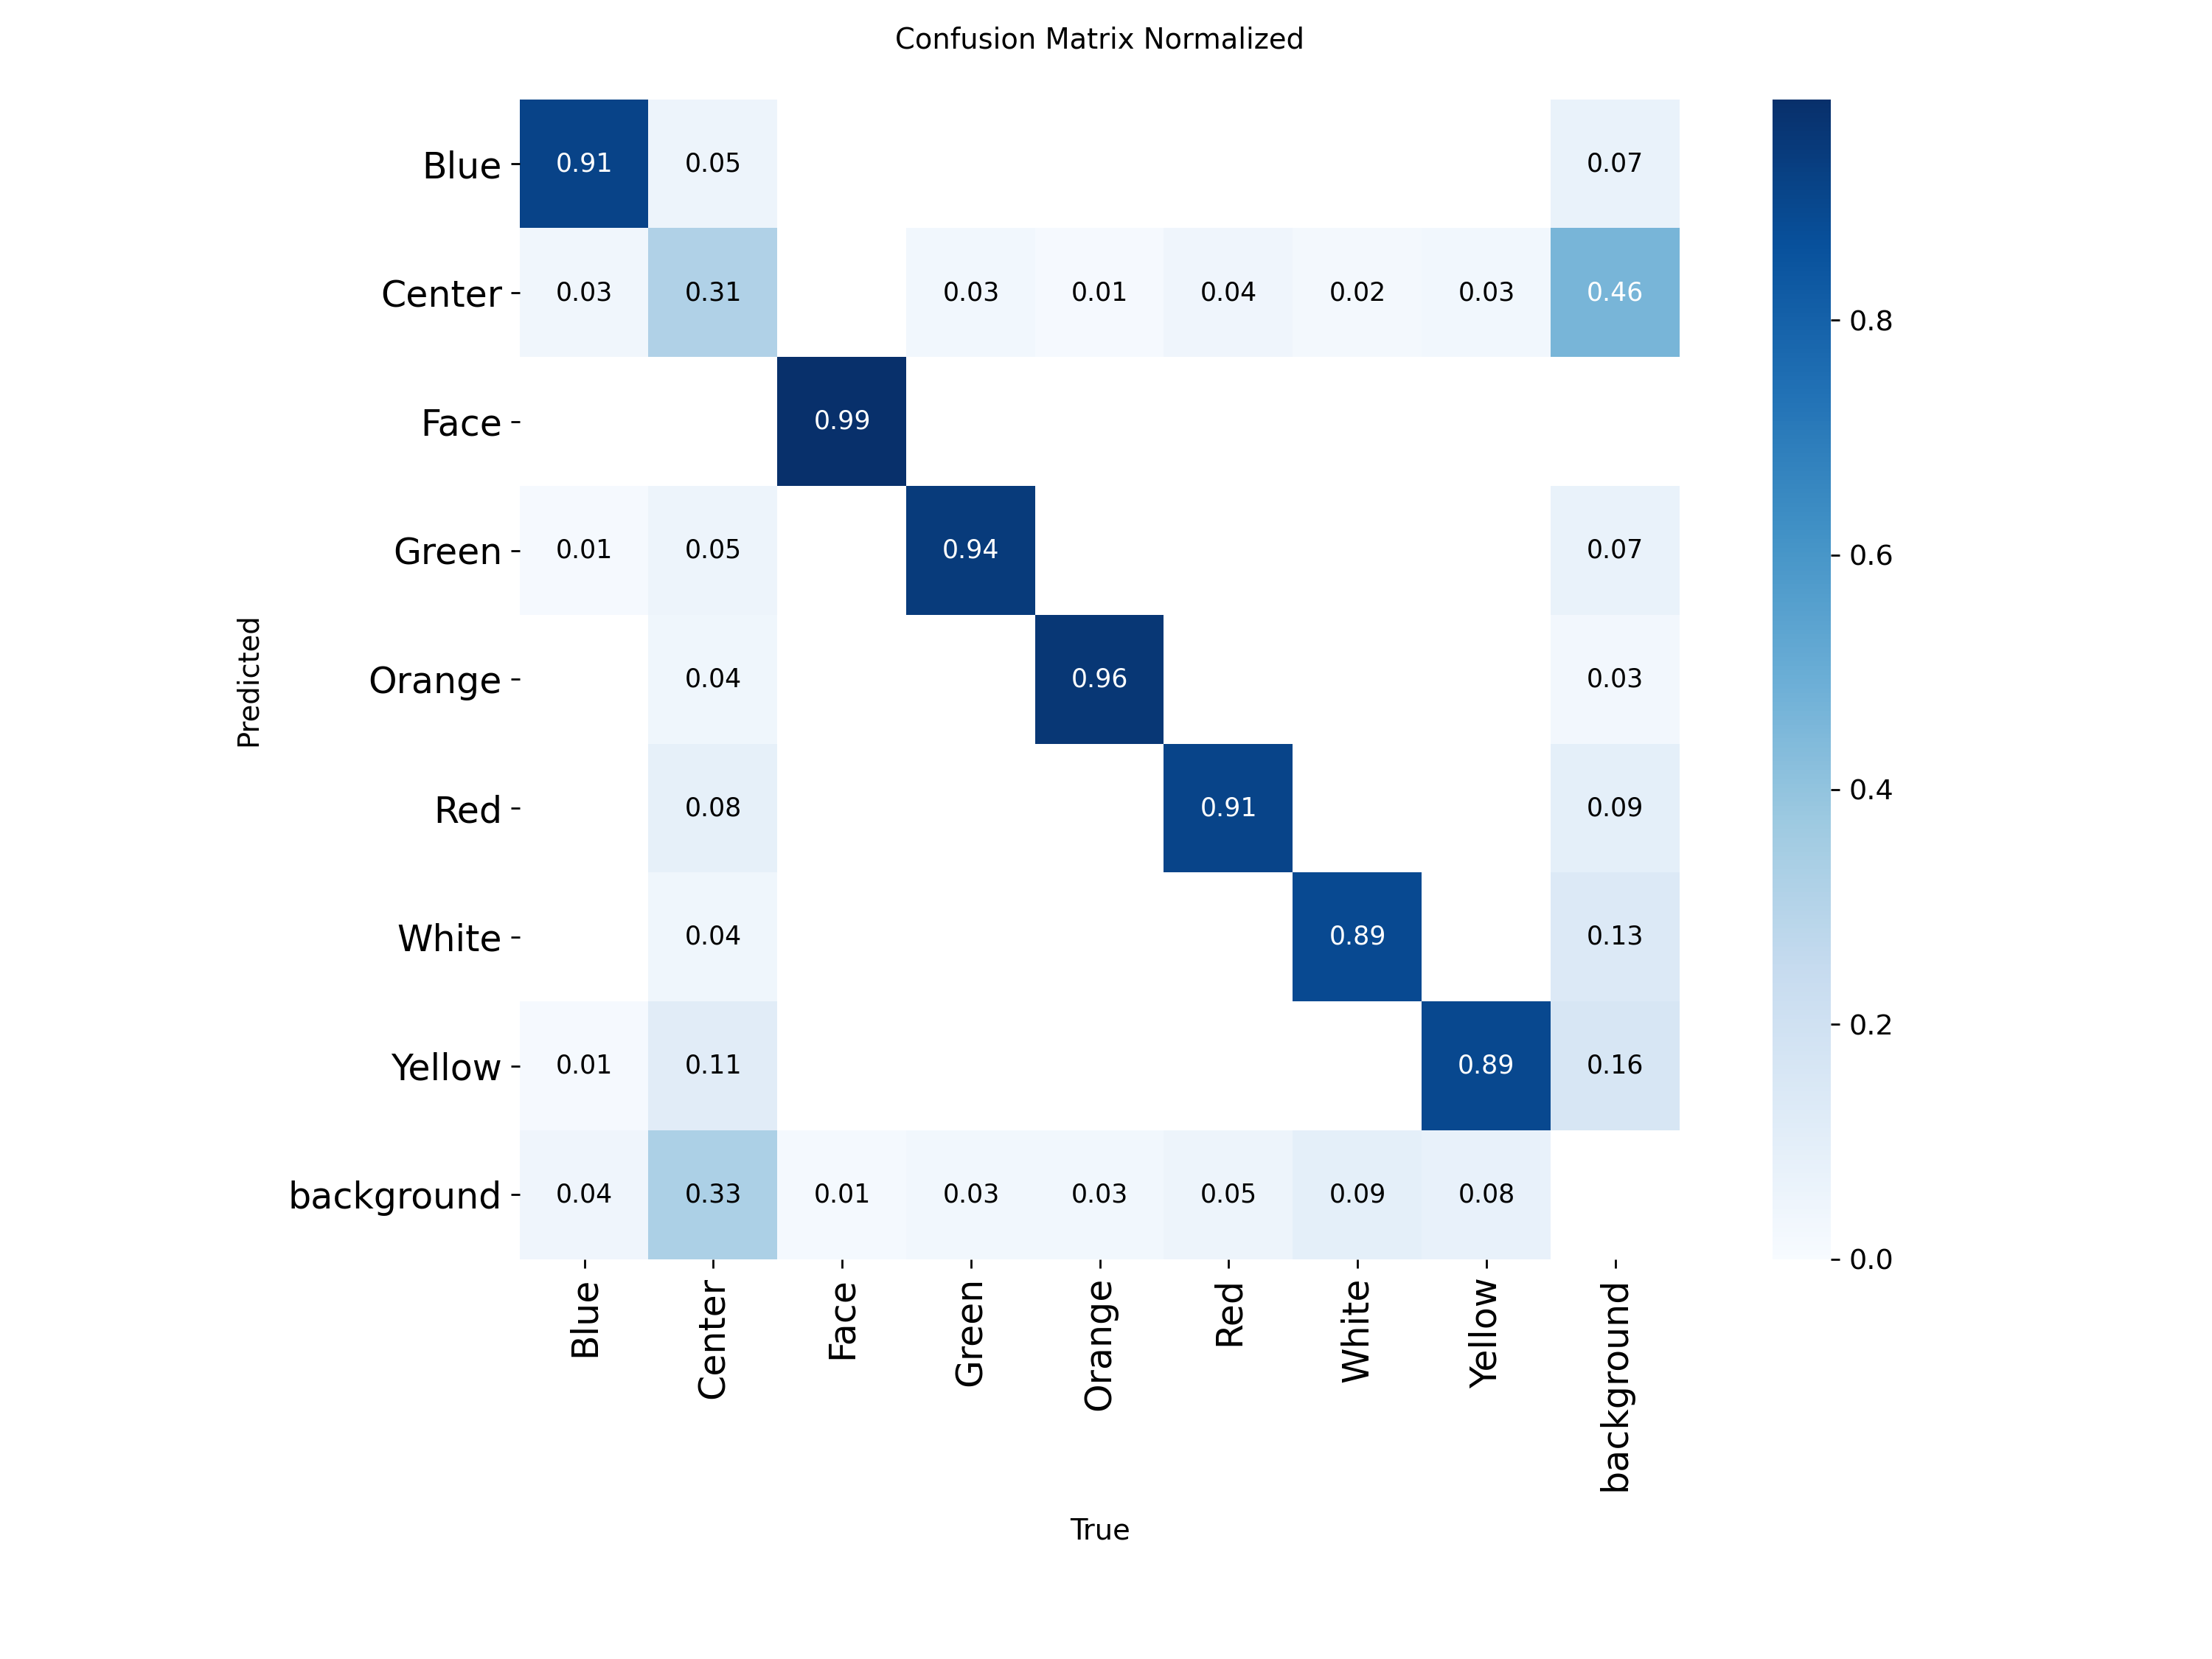 Confusion Matrix Normalized
Blue 0.91 0.05 0.07
Center 0.03 0.31 0.03 0.01 0.04 0.02 0.03 0.46
Face 0.99
Green 0.01 0.05 0.94 0.07
Orange 0.04 0.96 0.03
Red 0.08 0.91 0.09
White 0.04 0.89 0.13
Yellow 0.01 0.11 0.89 0.16
background 0.04 0.33 0.01 0.03 0.03 0.05 0.09 0.08
Predicted
Blue Center Face Green Orange Red White Yellow background
True
0.8
0.6
0.4
0.2
0.0